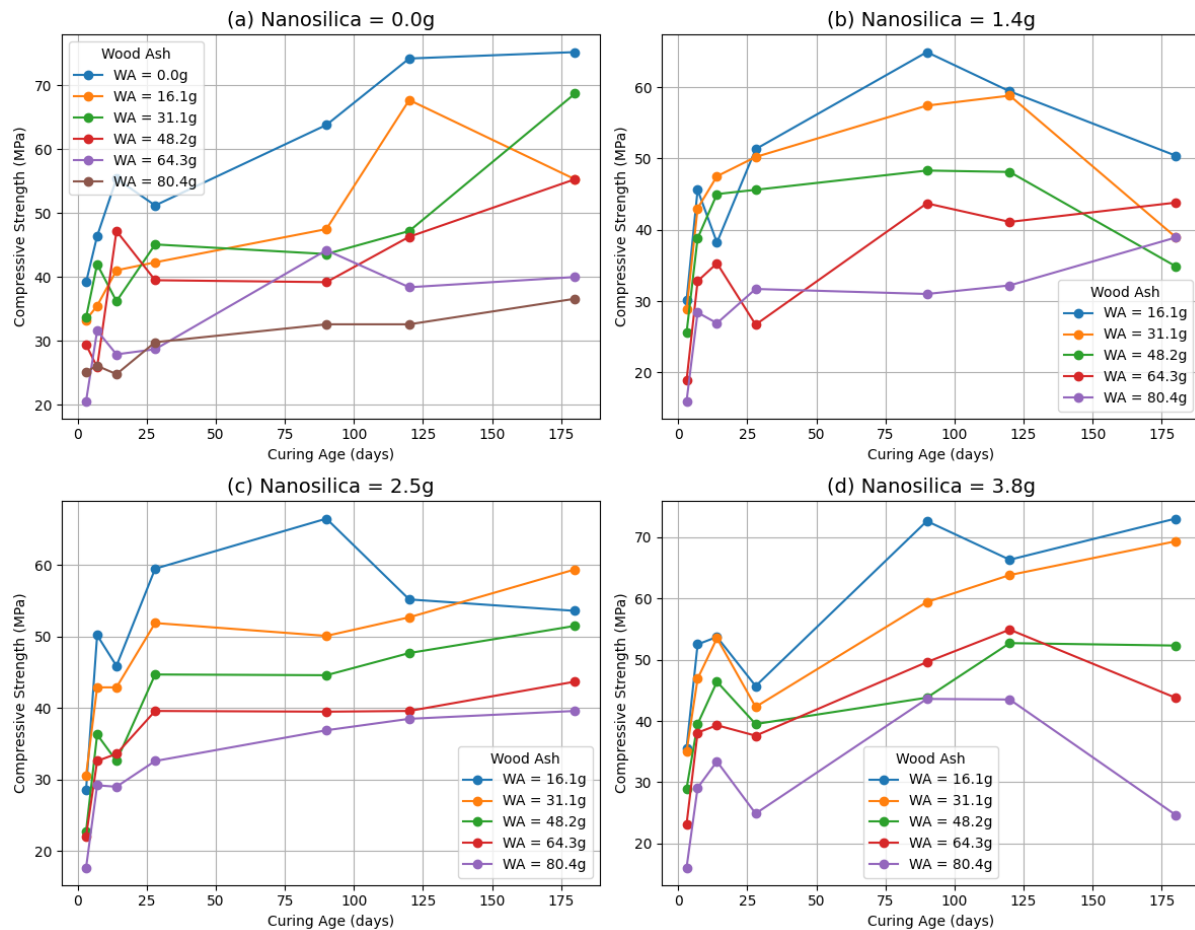 (a) Nanosilica = 0.0g
Compressive Strength (MPa)
70
60
50
40
30
20
Wood Ash
WA = 0.0g
WA = 16.1g
WA = 31.1g
WA = 48.2g
WA = 64.3g
WA = 80.4g
0 25 50 75 100 125 150 175
Curing Age (days)
(b) Nanosilica = 1.4g
Compressive Strength (MPa)
60
50
40
30
20
Wood Ash
WA = 16.1g
WA = 31.1g
WA = 48.2g
WA = 64.3g
WA = 80.4g
0 25 50 75 100 125 150 175
Curing Age (days)
(c) Nanosilica = 2.5g
Compressive Strength (MPa)
60
50
40
30
20
Wood Ash
WA = 16.1g
WA = 31.1g
WA = 48.2g
WA = 64.3g
WA = 80.4g
0 25 50 75 100 125 150 175
Curing Age (days)
(d) Nanosilica = 3.8g
Compressive Strength (MPa)
70
60
50
40
30
20
Wood Ash
WA = 16.1g
WA = 31.1g
WA = 48.2g
WA = 64.3g
WA = 80.4g
0 25 50 75 100 125 150 175
Curing Age (days)